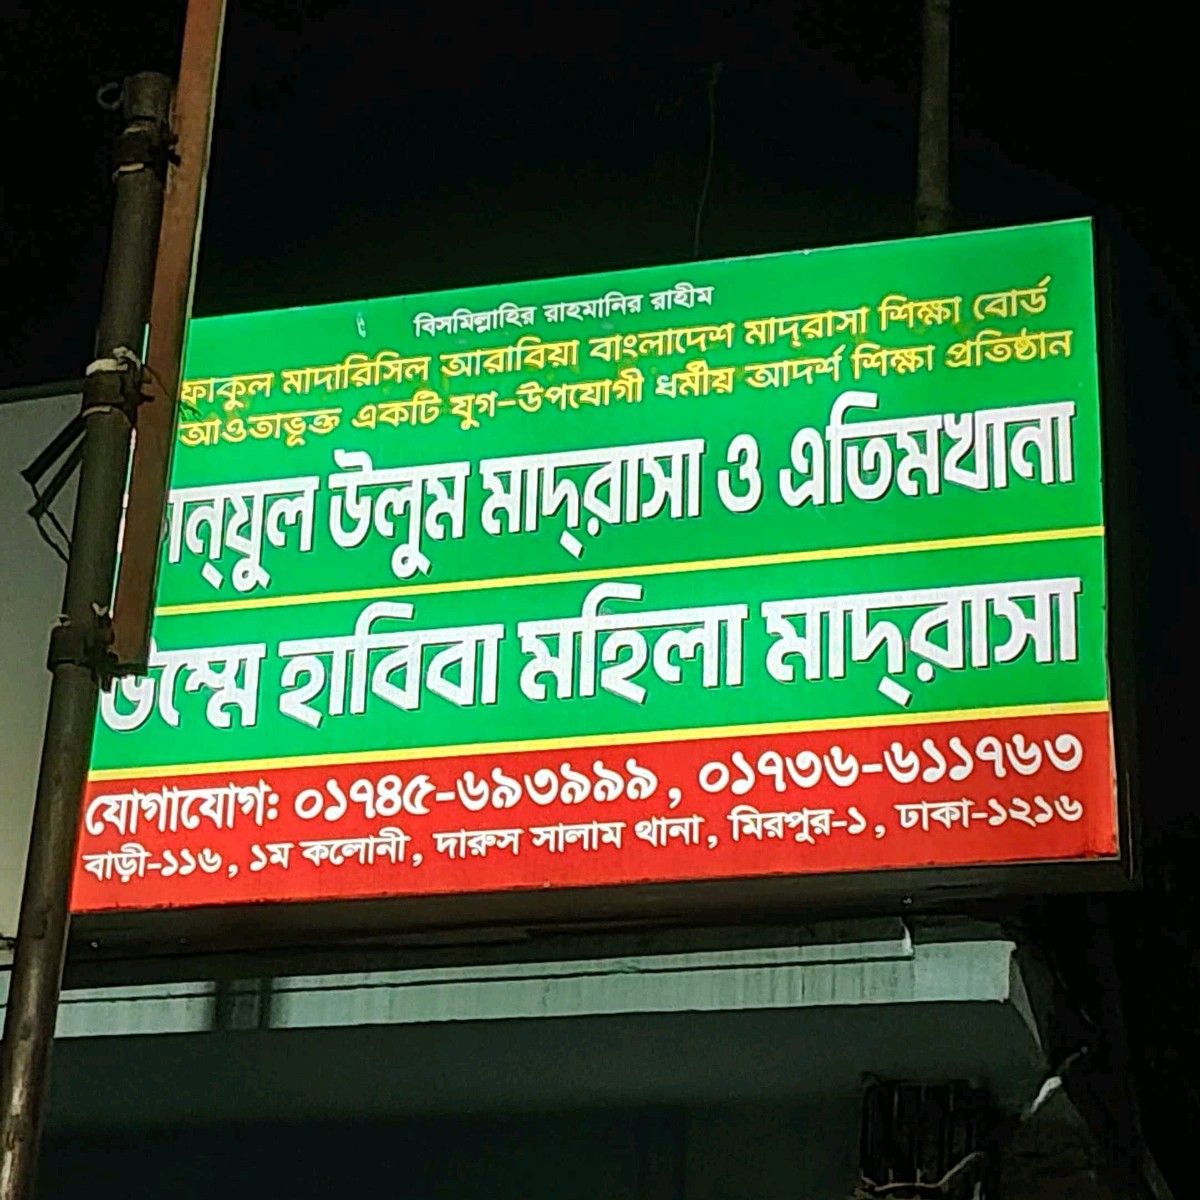 বিসমিল্লাহির রাহমানির রাহীম
ফাকুল মাদারিসিল আরাবিয়া বাংলাদেশ মাদ্‌রাসা শিক্ষা বোর্ড
আওতাভূক্ত একটি যুগ-উপযোগী ধর্মীয় আদর্শ শিক্ষা প্রতিষ্ঠান
উলুম মাদ্‌রাসা ও এতিমখানা
উম্মে হাবিবা মহিলা মাদ্‌রাসা
যোগাযোগ: ০১৭৪৫-৬৯৩৯৯৯, ০১৭৩৬-৬১১৭৬৩
বাড়ী-১১৬, ১ম কলোনী, দারুস সালাম থানা, মিরপুর-১, ঢাকা-১২১৬